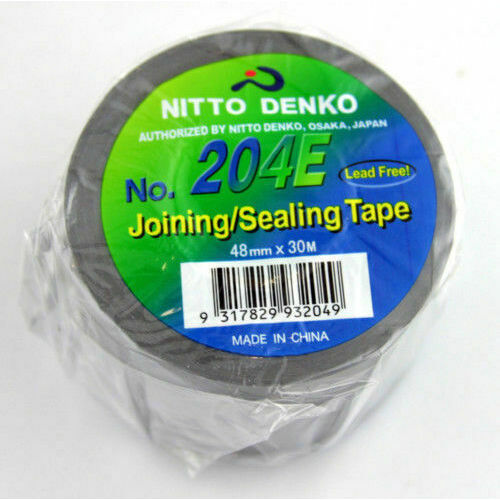 NITTO DENKO
AUTHORIZED BY NITTO DENKO, OSAKA, JAPAN
No. 204E
Lead Free!
Joining/Sealing Tape
48mm x 30M
9 317829 932049
MADE IN CHINA